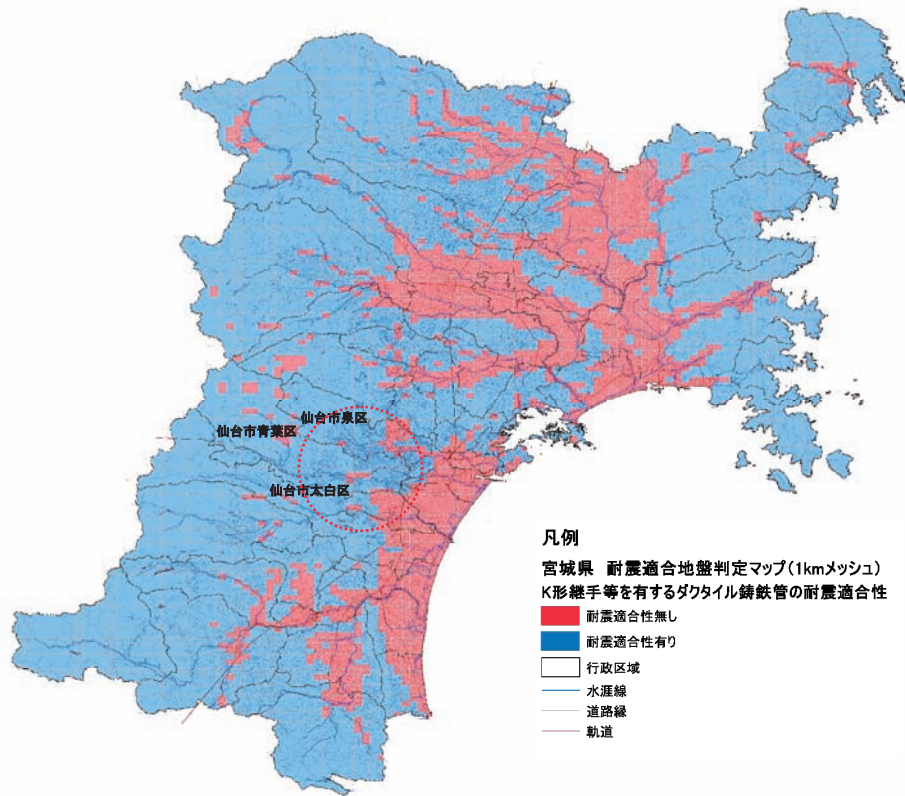 仙台市泉区
仙台市青葉区
仙台市太白区
凡例
宮城県 耐震適合地盤判定マップ(1kmメッシュ)
K形継手等を有するダクタイル鋳鉄管の耐震適合性
耐震適合性無し
耐震適合性有り
行政区域
水涯線
道路縁
軌道